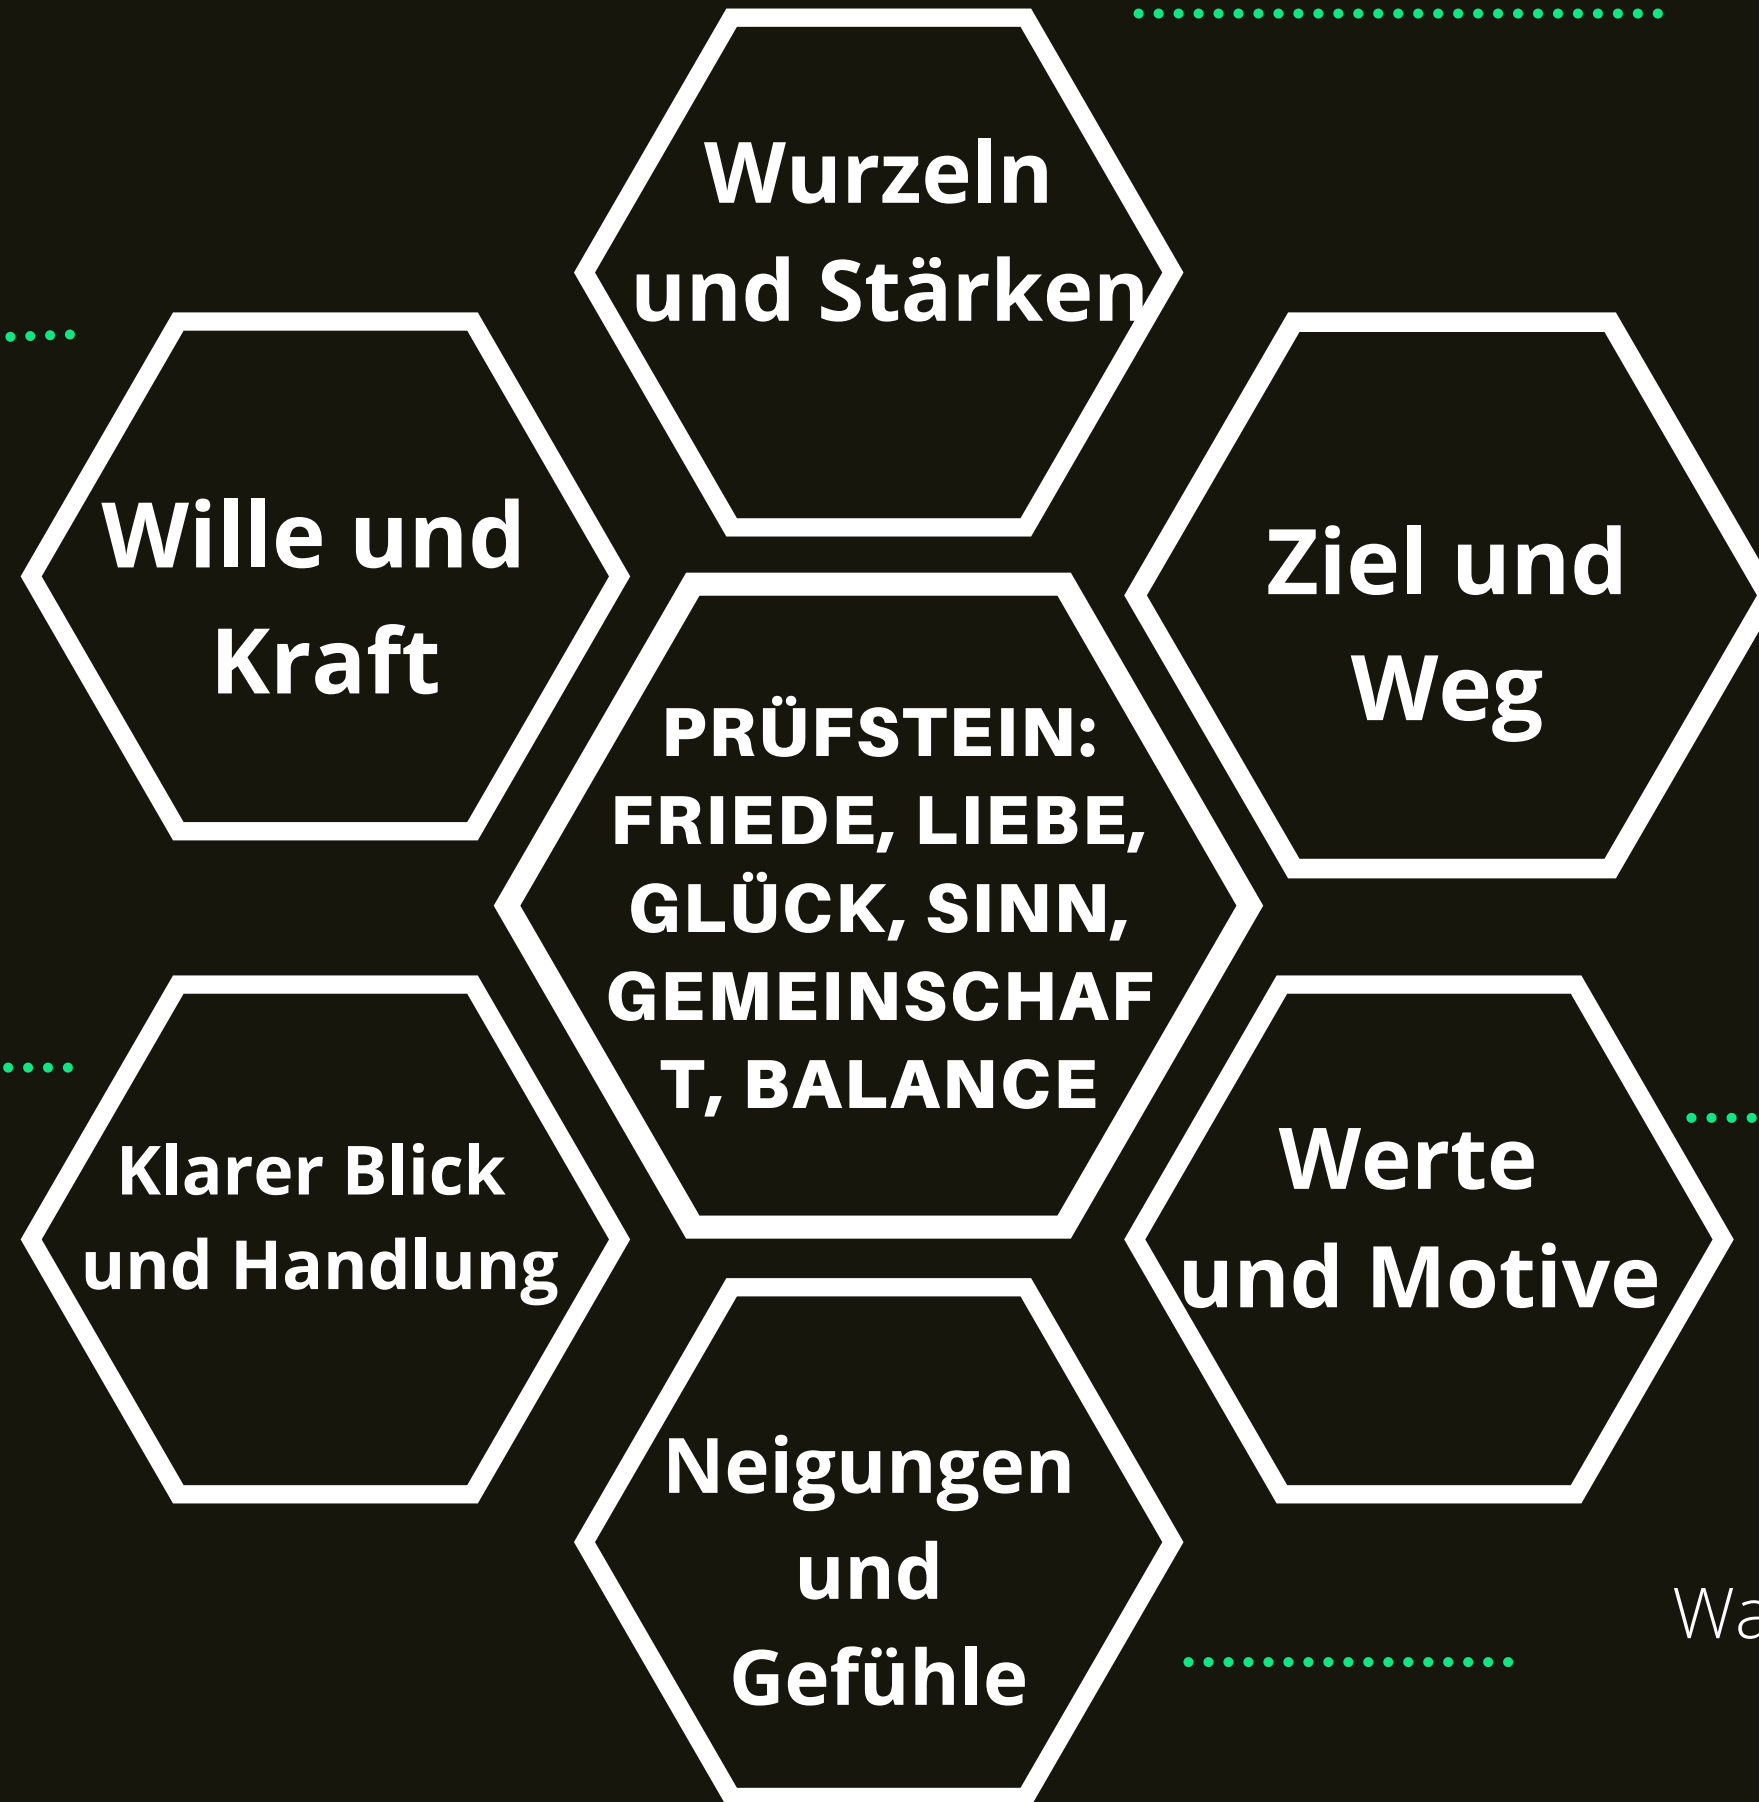 Wurzeln
und Stärken
Wille und
Kraft
Ziel und
Weg
PRÜFSTEIN:
FRIEDE, LIEBE,
GLÜCK, SINN,
GEMEINSCHAF
T, BALANCE
Klarer Blick
und Handlung
Werte
und Motive
Neigungen
und
Gefühle